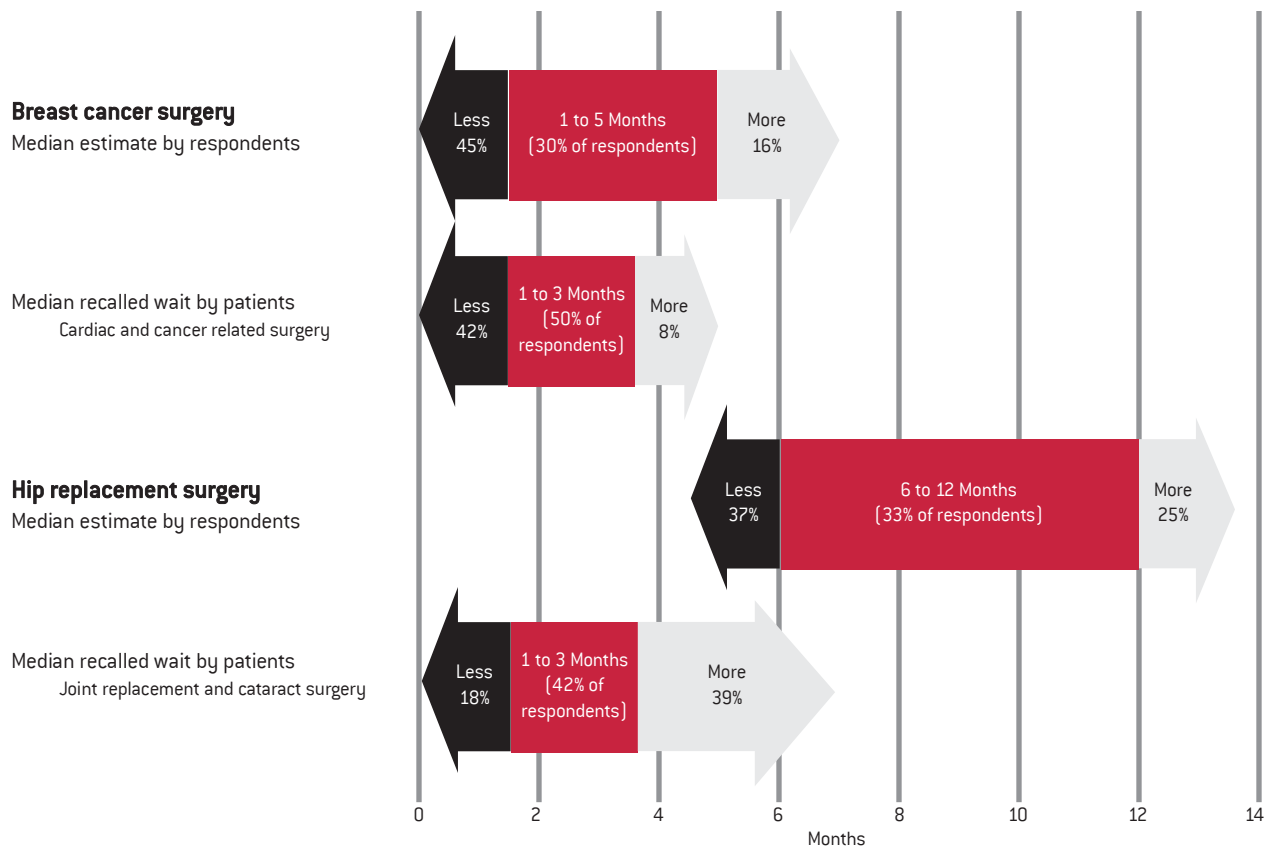 Breast cancer surgery
Median estimate by respondents
Less
45%
1 to 5 Months
(30% of respondents)
More
16%
Median recalled wait by patients
Cardiac and cancer related surgery
Less
42%
1 to 3 Months
(50% of
respondents)
More
8%
Hip replacement surgery
Median estimate by respondents
Less
37%
6 to 12 Months
(33% of respondents)
More
25%
Median recalled wait by patients
Joint replacement and cataract surgery
Less
18%
1 to 3 Months
(42% of
respondents)
More
39%
0 2 4 6 8 10 12 14
Months